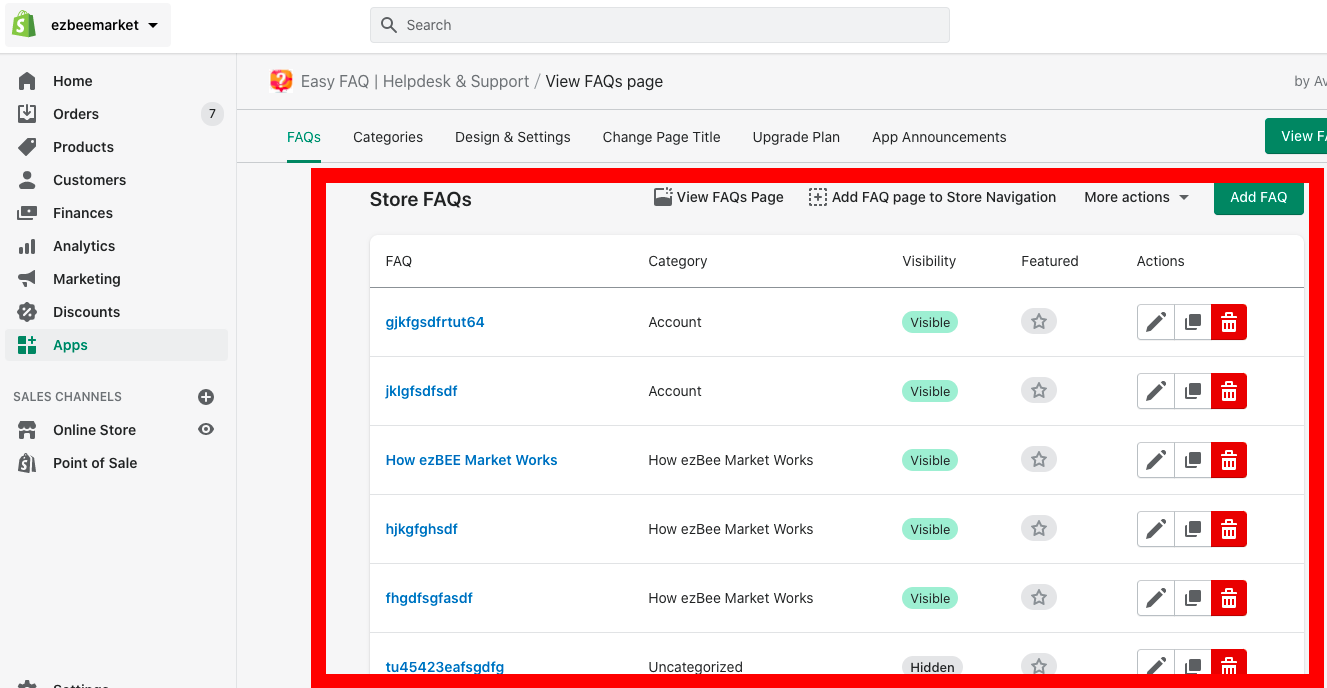 ezbeemarket
Search
Home
Orders 7
Products
Customers
Finances
Analytics
Marketing
Discounts
Apps
SALES CHANNELS
Online Store
Point of Sale
Settings
Easy FAQ | Helpdesk & Support / View FAQs page
by
FAQs Categories Design & Settings Change Page Title Upgrade Plan App Announcements View
Store FAQs View FAQs Page Add FAQ page to Store Navigation More actions Add FAQ
FAQ Category Visibility Featured Actions
gjkfgsdfrtut64 Account Visible
jklgfsdfsdf Account Visible
How ezBEE Market Works How ezBee Market Works Visible
hjkgfghsdf How ezBee Market Works Visible
fhgdfsgfasdf How ezBee Market Works Visible
tu45423eafsgdfg Uncategorized Hidden